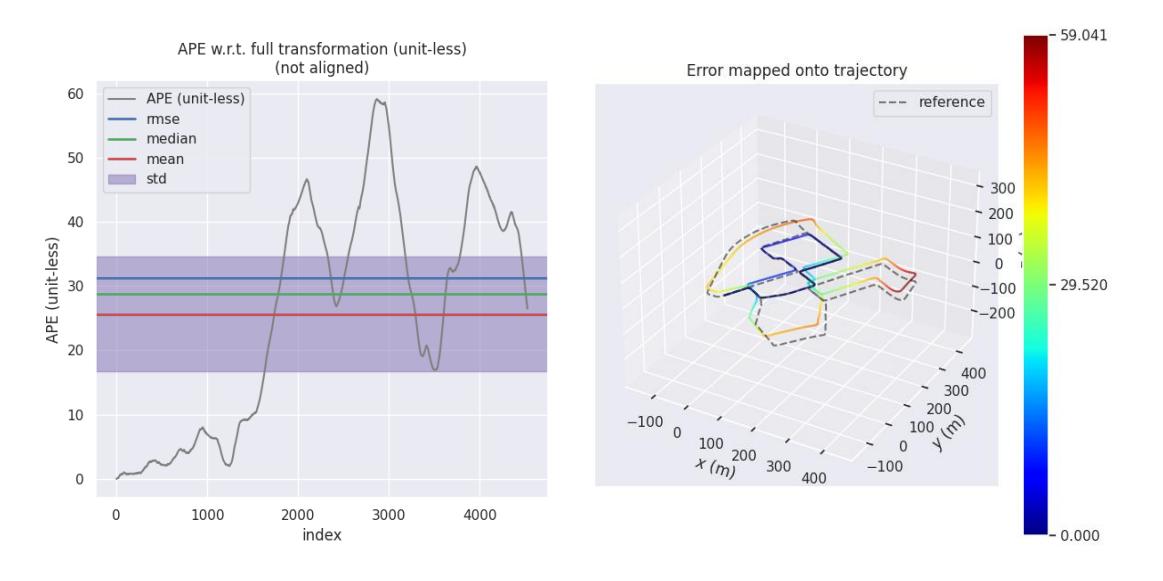 APE w.r.t. full transformation (unit-less)
(not aligned)
60
50
40
30
20
10
0
APE (unit-less)
APE (unit-less)
rmse
median
mean
std
0
1000
2000
3000
4000
index
Error mapped onto trajectory
reference
300
200
100
0
−100
−200
400
300
200
100
0
−100
y (m)
−100
0
100
200
300
400
x (m)
59.041
29.520
0.000